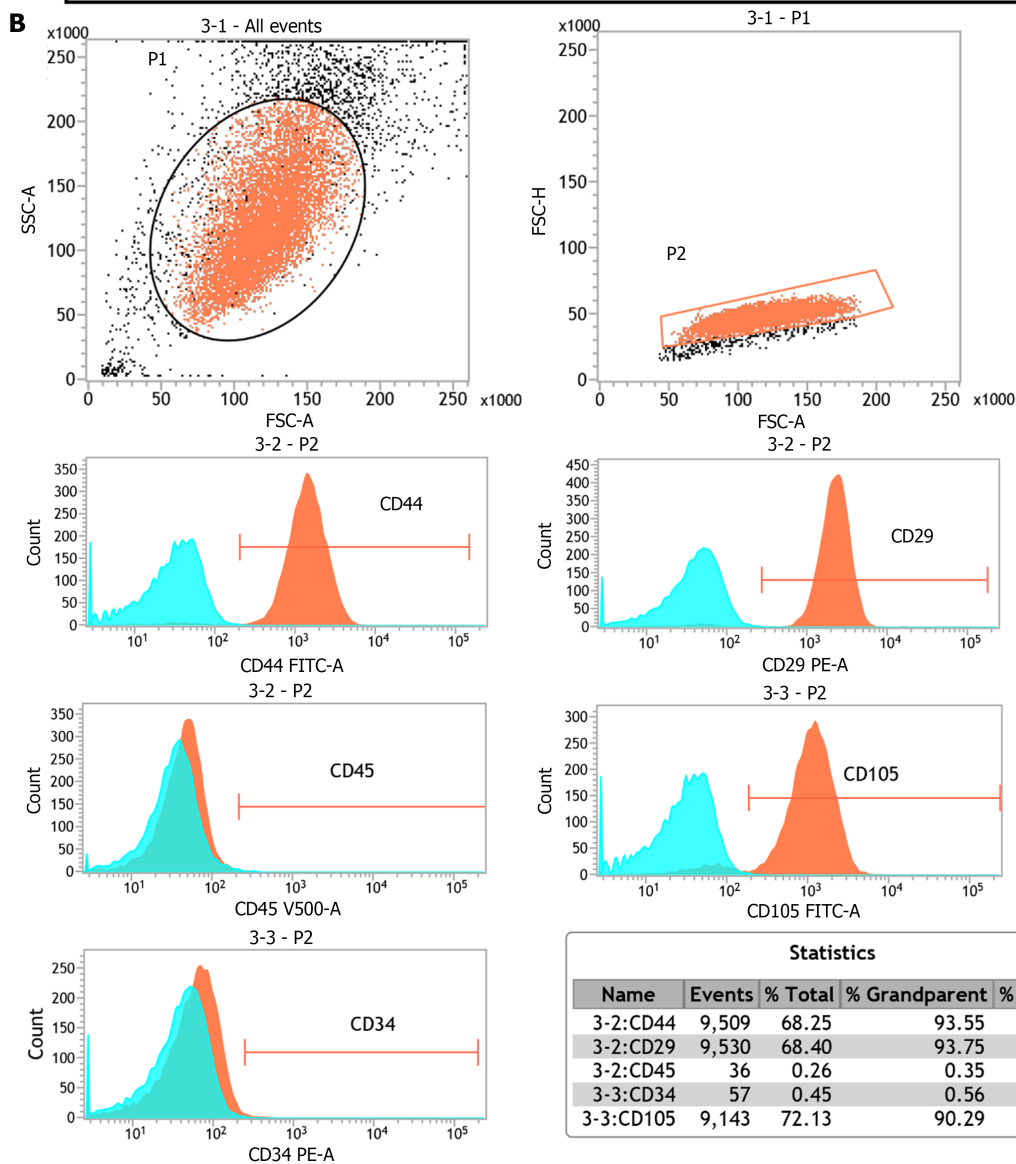 B
3-1 - All events
x1000
P1
250
200
150
100
50
0
SSC-A
0 50 100 150 200 250 x1000
FSC-A
3-1 - P1
x1000
250
200
150
100
50
0
FSC-H
P2
0 50 100 150 200 250 x1000
FSC-A
3-2 - P2
350
300
250
200
150
100
50
0
Count
CD44
10¹ 10² 10³ 10⁴ 10⁵
CD44 FITC-A
3-2 - P2
450
400
350
300
250
200
150
100
50
0
Count
CD29
10¹ 10² 10³ 10⁴ 10⁵
CD29 PE-A
3-2 - P2
350
300
250
200
150
100
50
0
Count
CD45
10¹ 10² 10³ 10⁴ 10⁵
CD45 V500-A
3-3 - P2
300
250
200
150
100
50
0
Count
CD105
10¹ 10² 10³ 10⁴ 10⁵
CD105 FITC-A
3-3 - P2
250
200
150
100
50
0
Count
CD34
10¹ 10² 10³ 10⁴ 10⁵
CD34 PE-A
Statistics
Name Events % Total % Grandparent %
3-2:CD44 9,509 68.25 93.55
3-2:CD29 9,530 68.40 93.75
3-2:CD45 36 0.26 0.35
3-3:CD34 57 0.45 0.56
3-3:CD105 9,143 72.13 90.29